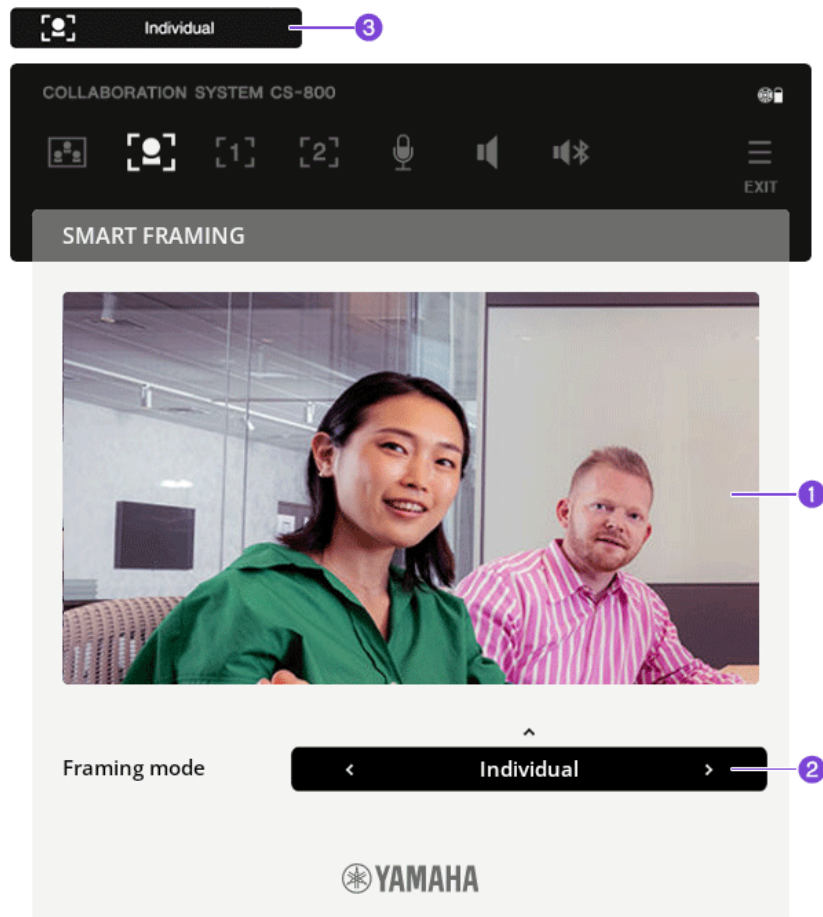 Individual
3
COLLABORATION SYSTEM CS-800
[1]
[2]
EXIT
SMART FRAMING
1
Framing mode
< Individual >
2
YAMAHA